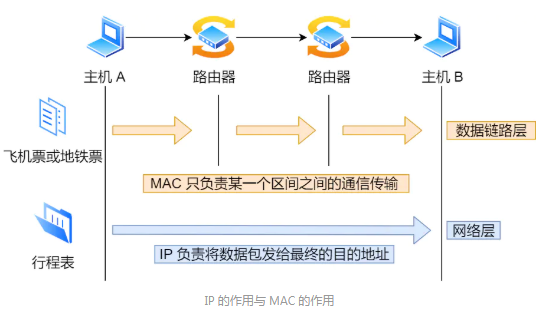 主机 A
路由器
路由器
主机 B
飞机票或地铁票
数据链路层
MAC 只负责某一个区间之间的通信传输
行程表
网络层
IP 负责将数据包发给最终的目的地址
IP 的作用与 MAC 的作用